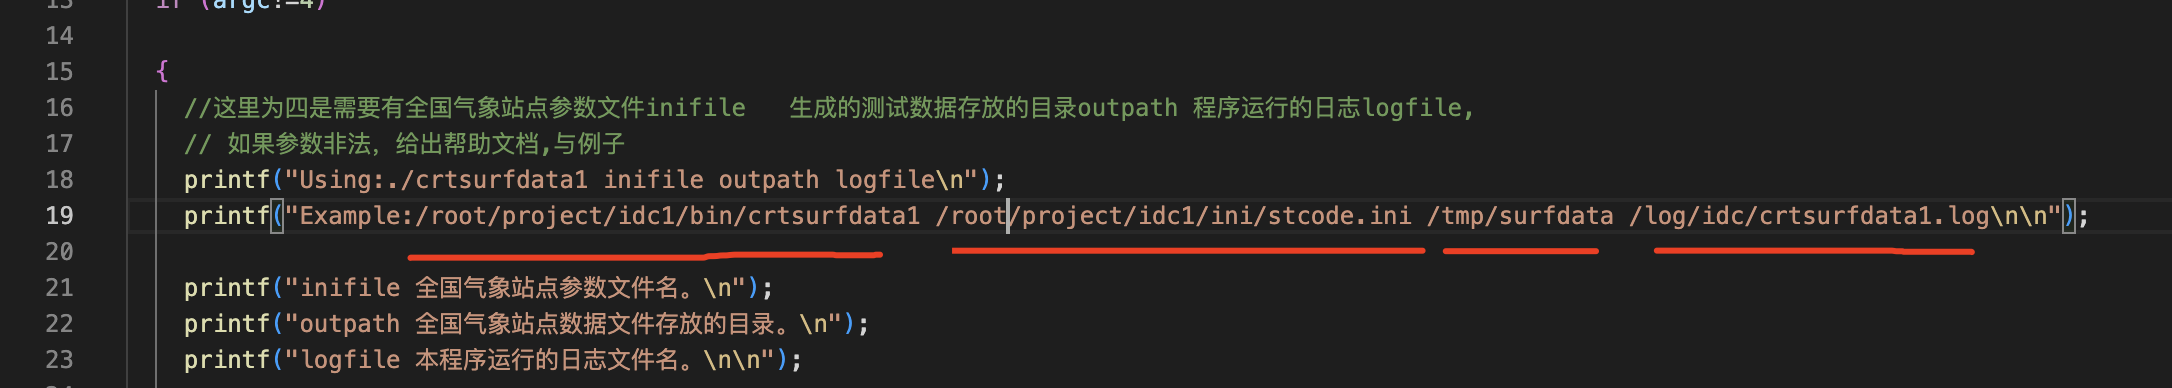 13 if (argc!=4)
14
15 {
16 //这里为四是需要有全国气象站点参数文件inifile 生成的测试数据存放的目录outpath 程序运行的日志logfile,
17 // 如果参数非法，给出帮助文档,与例子
18 printf("Using:./crtsurfdata1 inifile outpath logfile\n");
19 printf("Example:/root/project/idc1/bin/crtsurfdata1 /root/project/idc1/ini/stcode.ini /tmp/surfdata /log/idc/crtsurfdata1.log\n\n");
20
21 printf("inifile 全国气象站点参数文件名。\n");
22 printf("outpath 全国气象站点数据文件存放的目录。\n");
23 printf("logfile 本程序运行的日志文件名。\n\n");